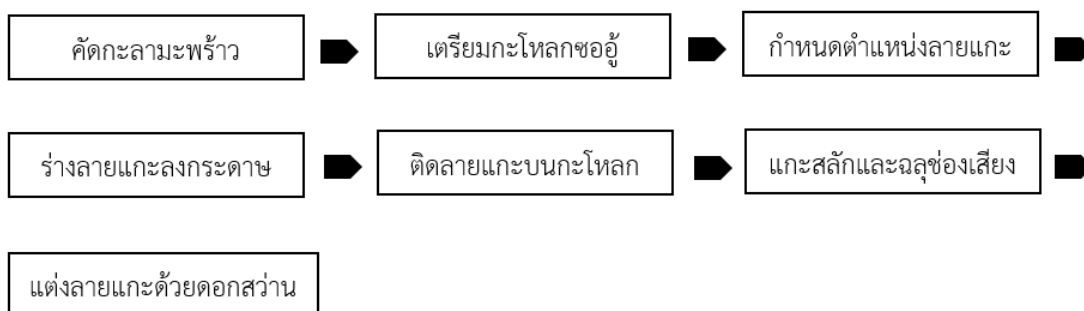 คัดกะลามะพร้าว
เตรียมกะโหลกซออู้
กำหนดตำแหน่งลายแกะ
ร่างลายแกะลงกระดาษ
ติดลายแกะบนกะโหลก
แกะสลักและฉลุช่องเสียง
แต่งลายแกะด้วยดอกสว่าน